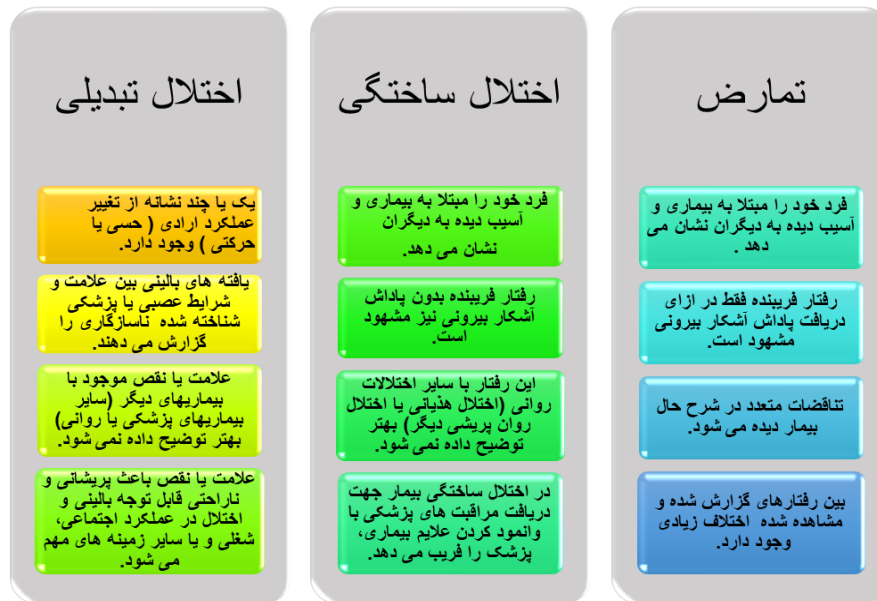 تمارض
فرد خود را مبتلا به بیماری و
آسیب دیده به دیگران نشان می
دهد .
رفتار فریبنده فقط در ازای
دریافت پاداش آشکار بیرونی
مشهود است.
تناقضات متعدد در شرح حال
بیمار دیده می شود.
بین رفتارهای گزارش شده و
مشاهده شده اختلاف زیادی
وجود دارد.
اختلال ساختگی
فرد خود را مبتلا به بیماری و
آسیب دیده به دیگران
نشان می دهد.
رفتار فریبنده بدون پاداش
آشکار بیرونی نیز مشهود
است.
این رفتار با سایر اختلالات
روانی (اختلال هذیانی یا اختلال
روان پریشی دیگر) بهتر
توضیح داده نمی شود.
در اختلال ساختگی بیمار جهت
دریافت مراقبت های پزشکی با
وانمود کردن علایم بیماری،
پزشک را فریب می دهد.
اختلال تبدیلی
یک یا چند نشانه از تغییر
عملکرد ارادی ( حسی یا
حرکتی ) وجود دارد.
یافته های بالینی بین علامت و
شرایط عصبی یا پزشکی
شناخته شده ناسازگاری را
گزارش می دهند.
علامت یا نقص موجود با
بیماریهای دیگر (سایر
بیماریهای پزشکی یا روانی)
بهتر توضیح داده نمی شود.
علامت یا نقص باعث پریشانی و
ناراحتی قابل توجه بالینی و
اختلال در عملکرد اجتماعی،
شغلی و یا سایر زمینه های مهم
می شود.